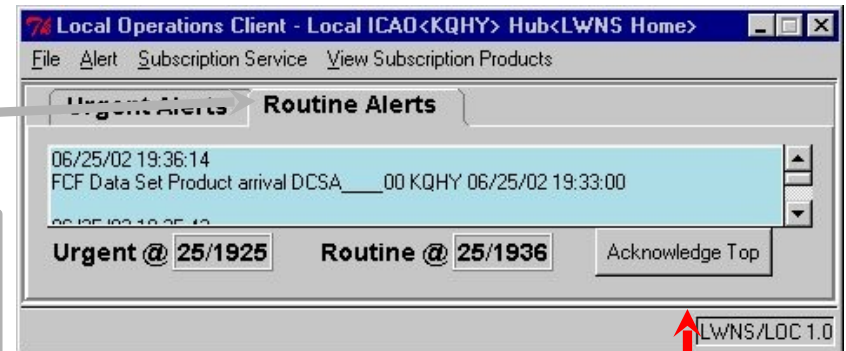 Local Operations Client - Local ICAO<KQHY> Hub<LWNS Home>
File Alert Subscription Service View Subscription Products
Urgent Alerts Routine Alerts
06/25/02 19:36:14
FCF Data Set Product arrival DCSA____00 KQHY 06/25/02 19:33:00
Urgent @ 25/1925 Routine @ 25/1936 Acknowledge Top
LWNS/LOC 1.0